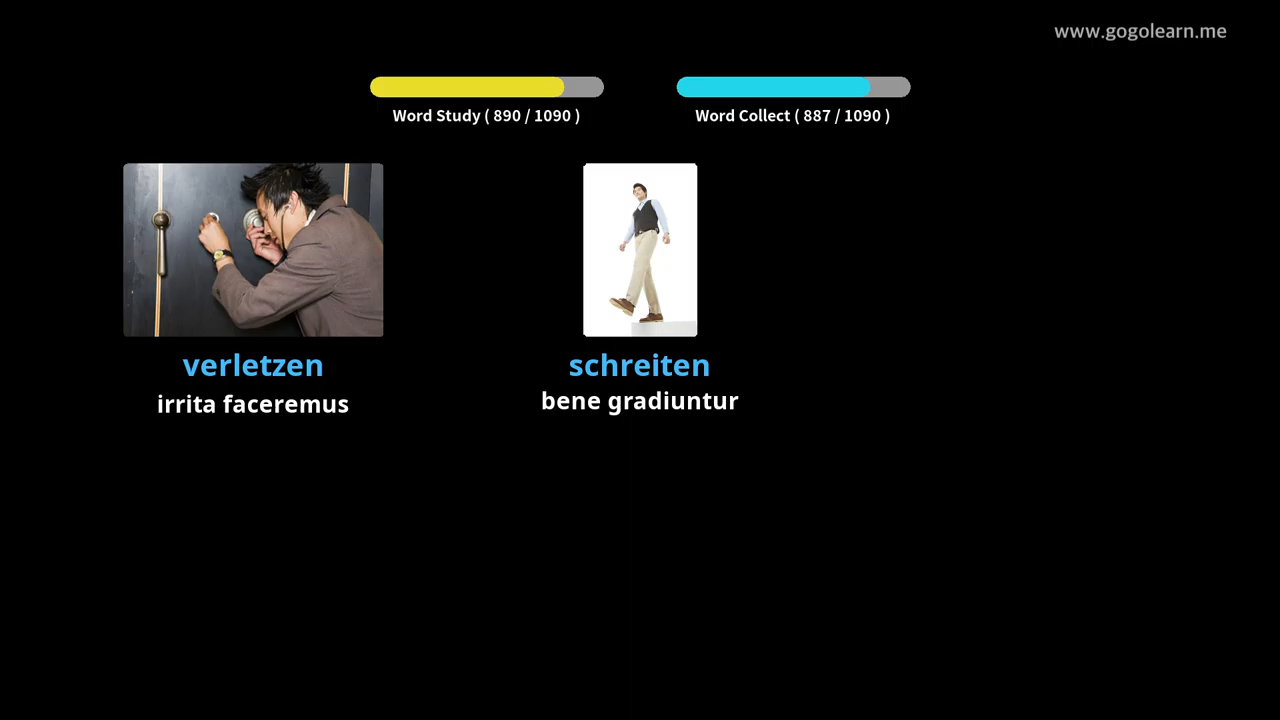 www.gogolearn.me
Word Study ( 890 / 1090 )
Word Collect ( 887 / 1090 )
verletzen
irrita faceremus
schreiten
bene gradiuntur